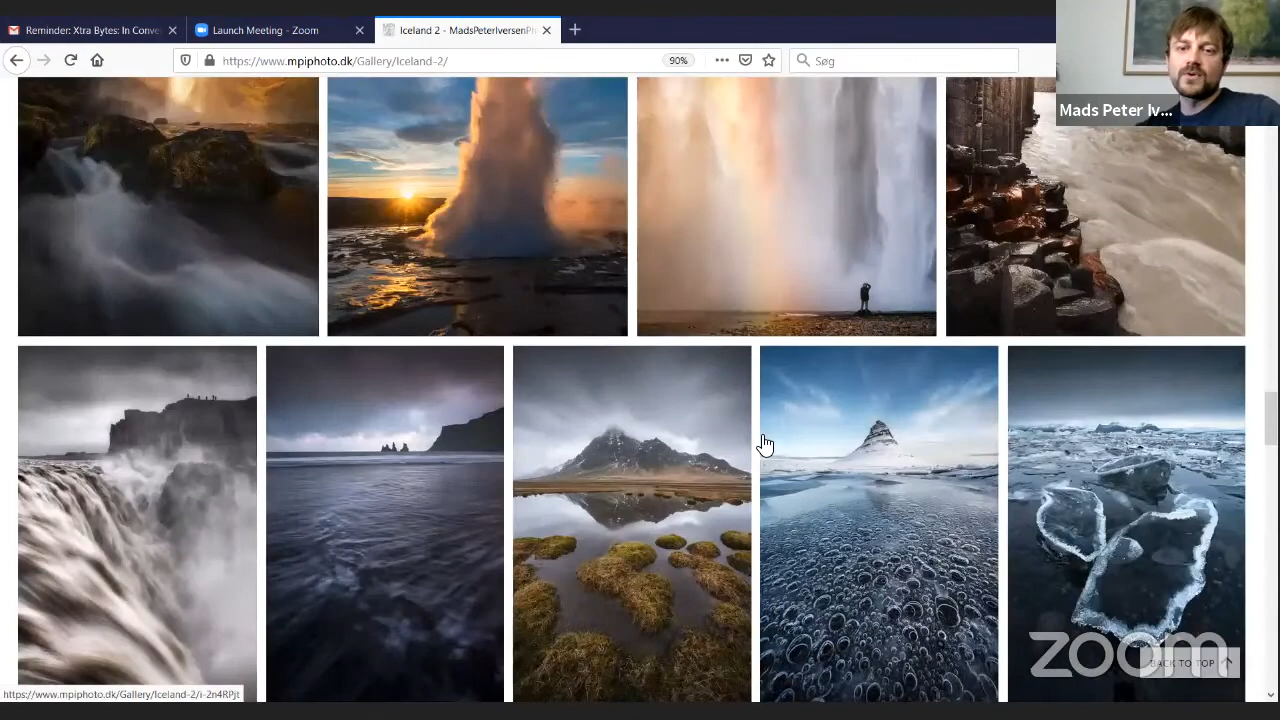 Reminder: Xtra Bytes: In Conve
Launch Meeting - Zoom
Iceland 2 - MadsPeterIversenPh
https://www.mpiphoto.dk/Gallery/Iceland-2/
90%
Søg
Mads Peter Iv...
zoom
BACK TO TOP
https://www.mpiphoto.dk/Gallery/Iceland-2/i-2n4RPjt